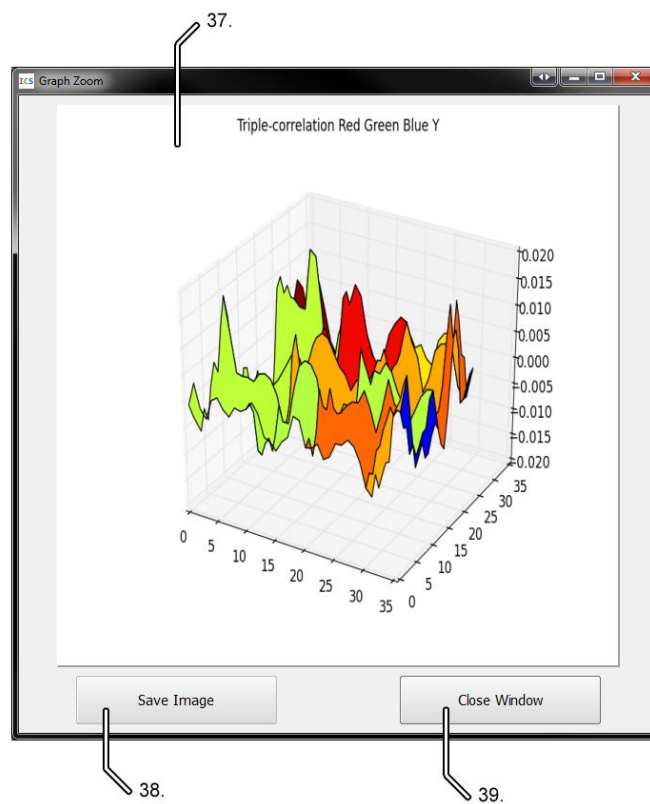 37.
ICS Graph Zoom
Triple-correlation Red Green Blue Y
0.020
0.015
0.010
0.005
0.000
-0.005
-0.010
-0.015
-0.020
0 5 10 15 20 25 30 35
0 5 10 15 20 25 30 35
Save Image Close Window
38. 39.